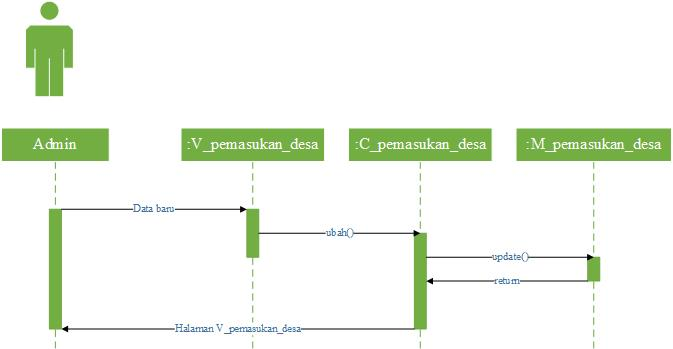 Admin
:V_pemasukan_desa
:C_pemasukan_desa
:M_pemasukan_desa
Data baru
ubah()
update()
return
Halaman V_pemasukan_desa